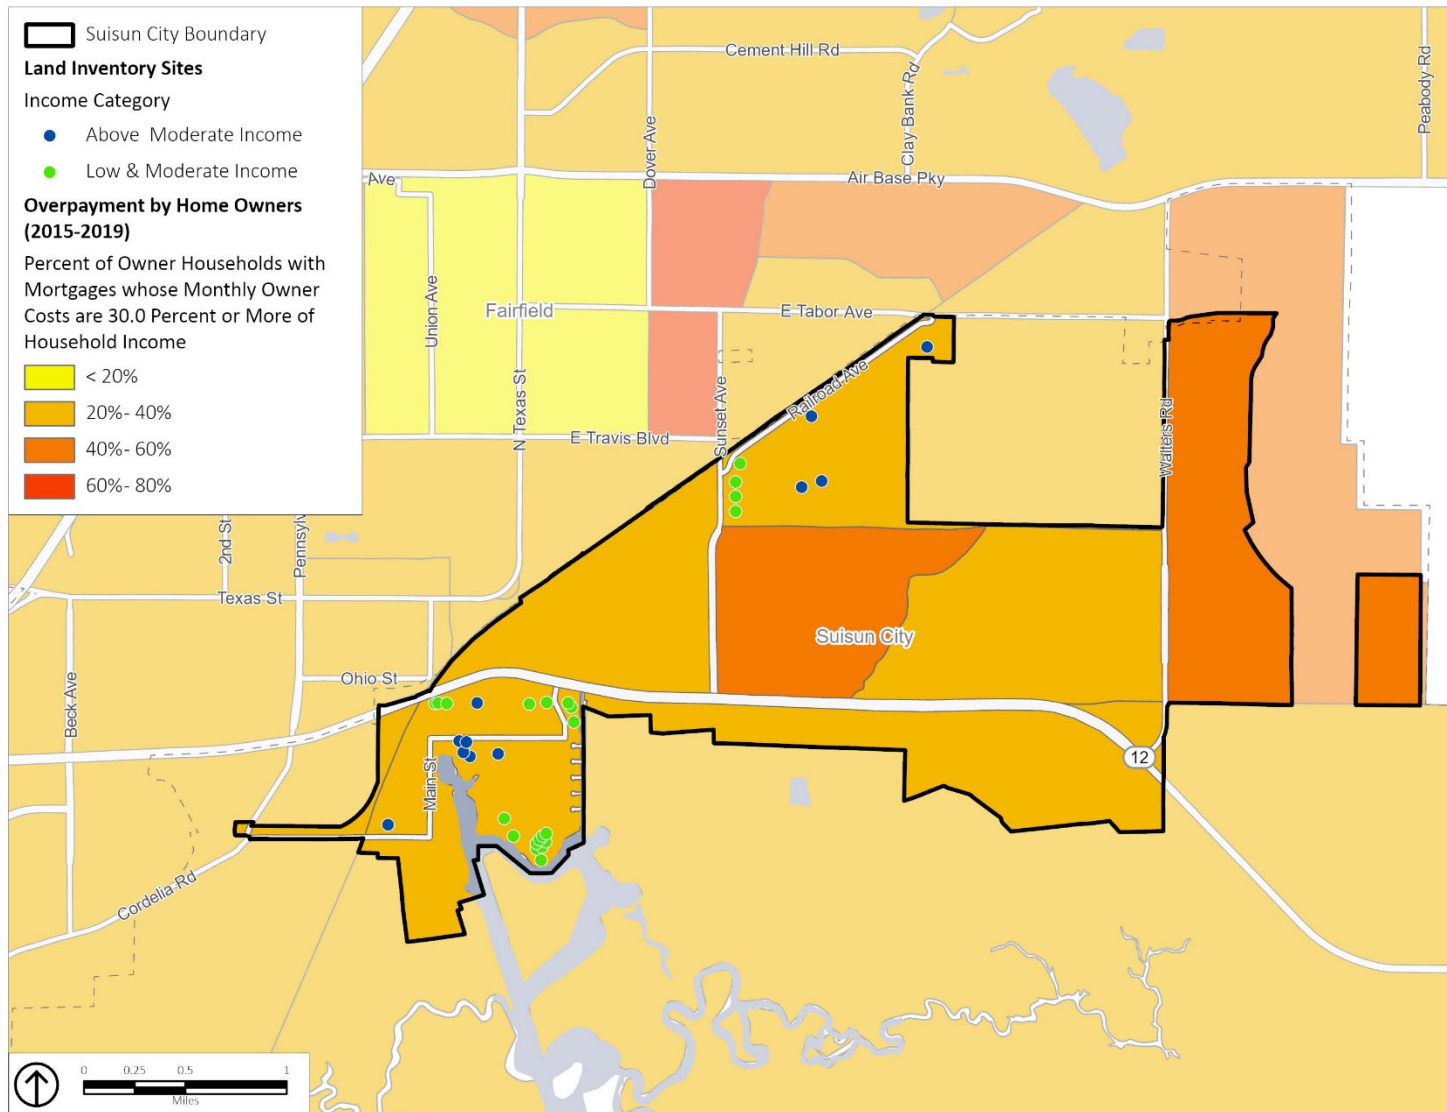 Suisun City Boundary
Land Inventory Sites
Income Category
Above Moderate Income
Low & Moderate Income
Overpayment by Home Owners
(2015-2019)
Percent of Owner Households with
Mortgages whose Monthly Owner
Costs are 30.0 Percent or More of
Household Income
< 20%
20%- 40%
40%- 60%
60%- 80%
Cement Hill Rd
Clay Bank Rd
Peabody Rd
Dover Ave
Ave
Air Base Pky
Union Ave
Fairfield
N Texas St
E Tabor Ave
Railroad Ave
Sunset Ave
E Travis Blvd
Walters Rd
2nd St
Pennsylv
Texas St
Suisun City
Ohio St
Beck Ave
Main St
12
Cordelia Rd
0 0.25 0.5 1
Miles